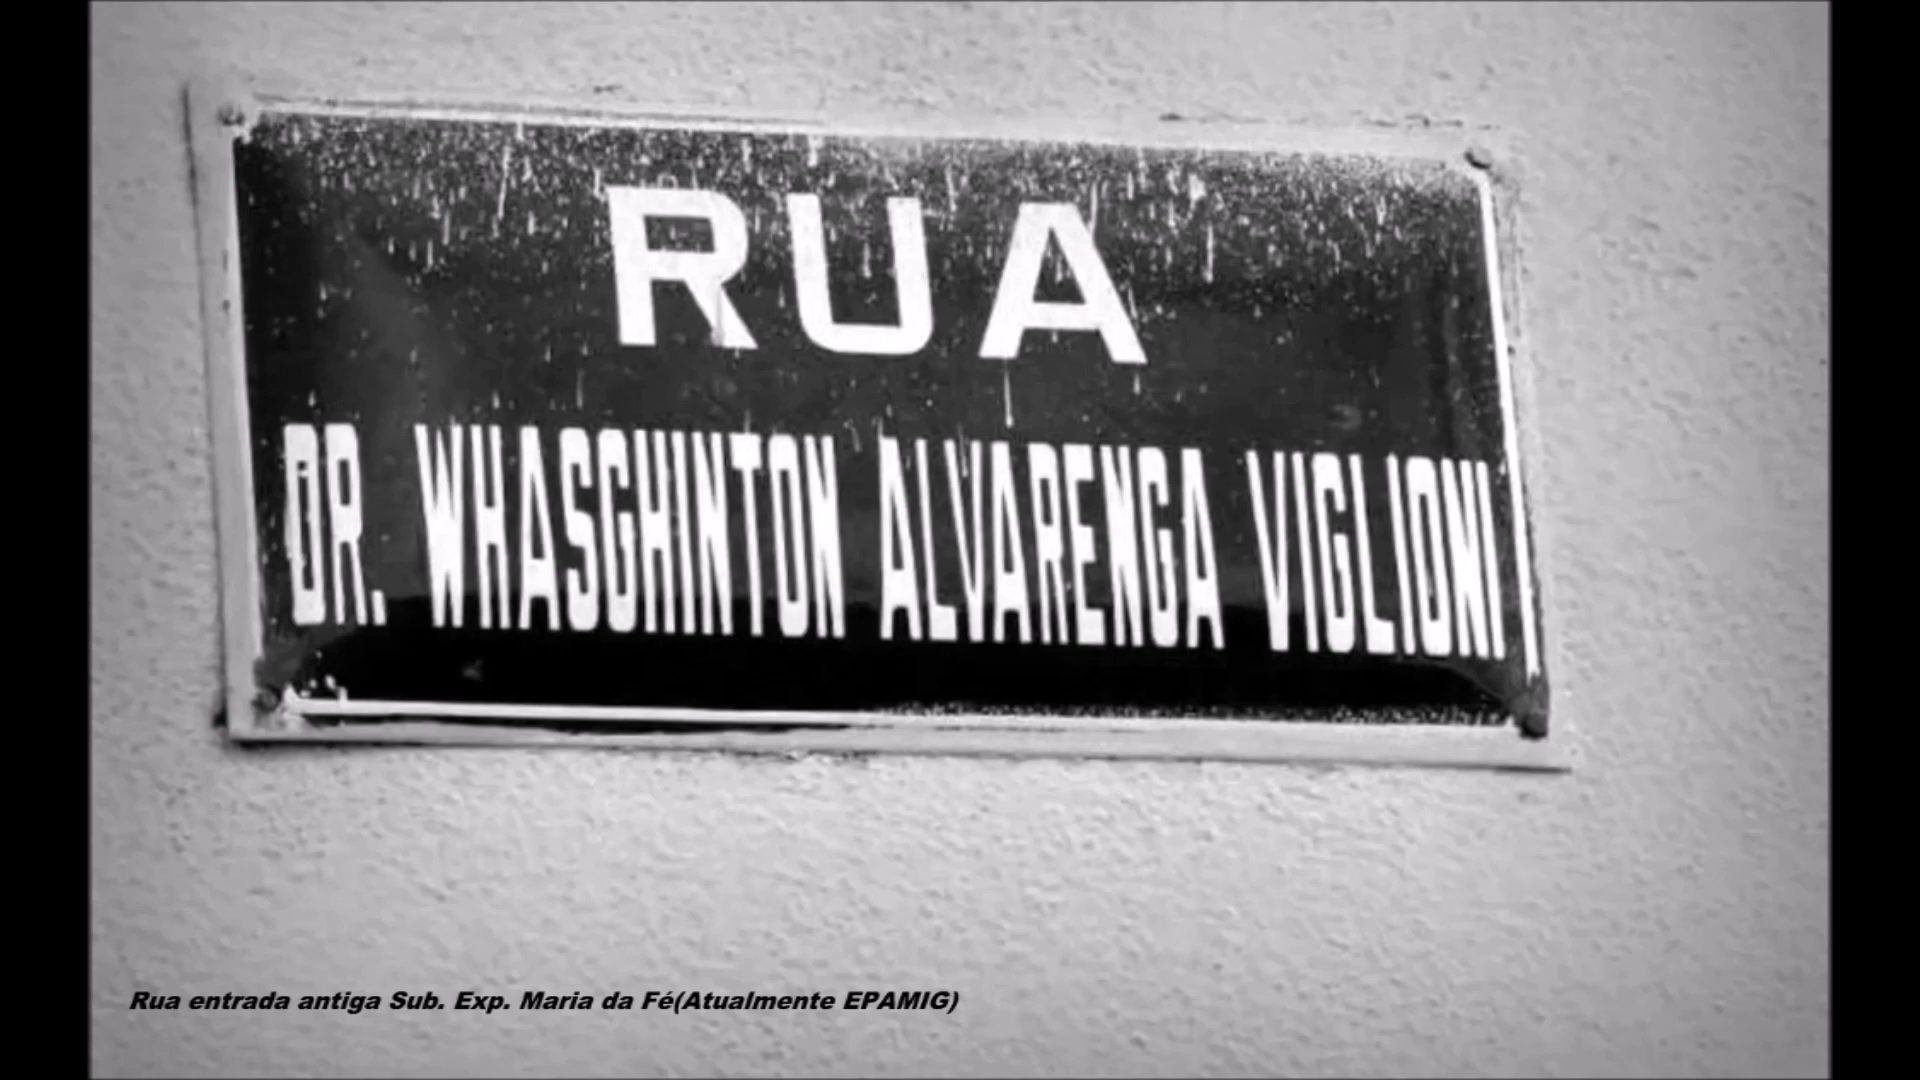 RUA
DR. WHASGHINTON ALVARENGA VIGLIONI
Rua entrada antiga Sub. Exp. Maria da Fé(Atualmente EPAMIG)